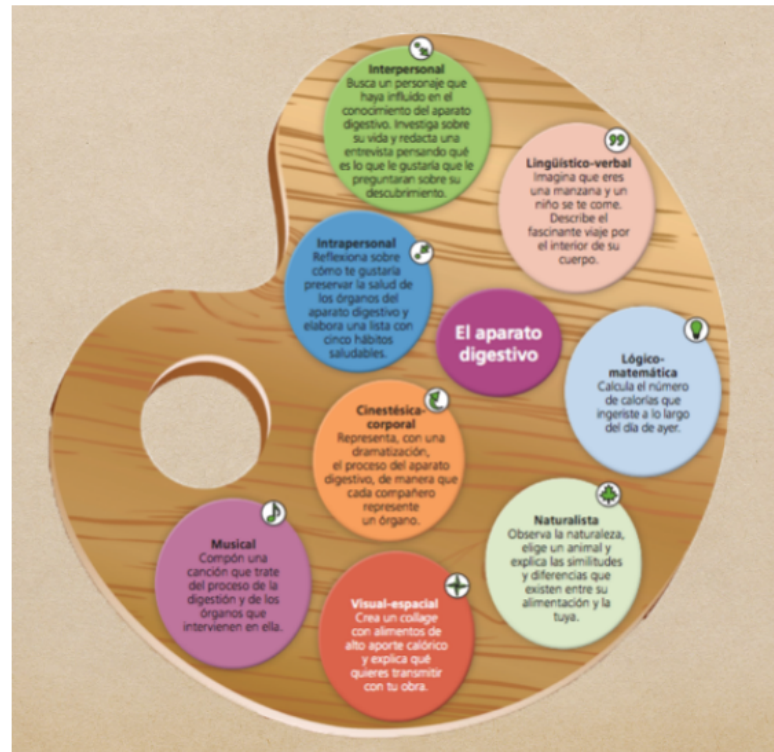 Interpersonal
Busca un personaje que
haya influido en el
conocimiento del aparato
digestivo. Investiga sobre
su vida y redacta una
entrevista pensando qué
es lo que le gustaría que le
preguntaran sobre su
descubrimiento.
Lingüístico-verbal
Imagina que eres
una manzana y un
niño se te come.
Describe el
fascinante viaje por
el interior de su
cuerpo.
Intrapersonal
Reflexiona sobre
cómo te gustaría
preservar la salud de
los órganos del
aparato digestivo y
elabora una lista con
cinco hábitos
saludables.
El aparato
digestivo
Lógico-
matemática
Calcula el número
de calorías que
ingeriste a lo largo
del día de ayer.
Cinestésica-
corporal
Representa, con una
dramatización,
el proceso del aparato
digestivo, de manera que
cada compañero
represente
un órgano.
Naturalista
Observa la naturaleza,
elige un animal y
explica las similitudes
y diferencias que
existen entre su
alimentación y la
tuya.
Musical
Compón una
canción que trate
del proceso de la
digestión y de los
órganos que
intervienen en ella.
Visual-espacial
Crea un collage
con alimentos de
alto aporte calórico
y explica qué
quieres transmitir
con tu obra.